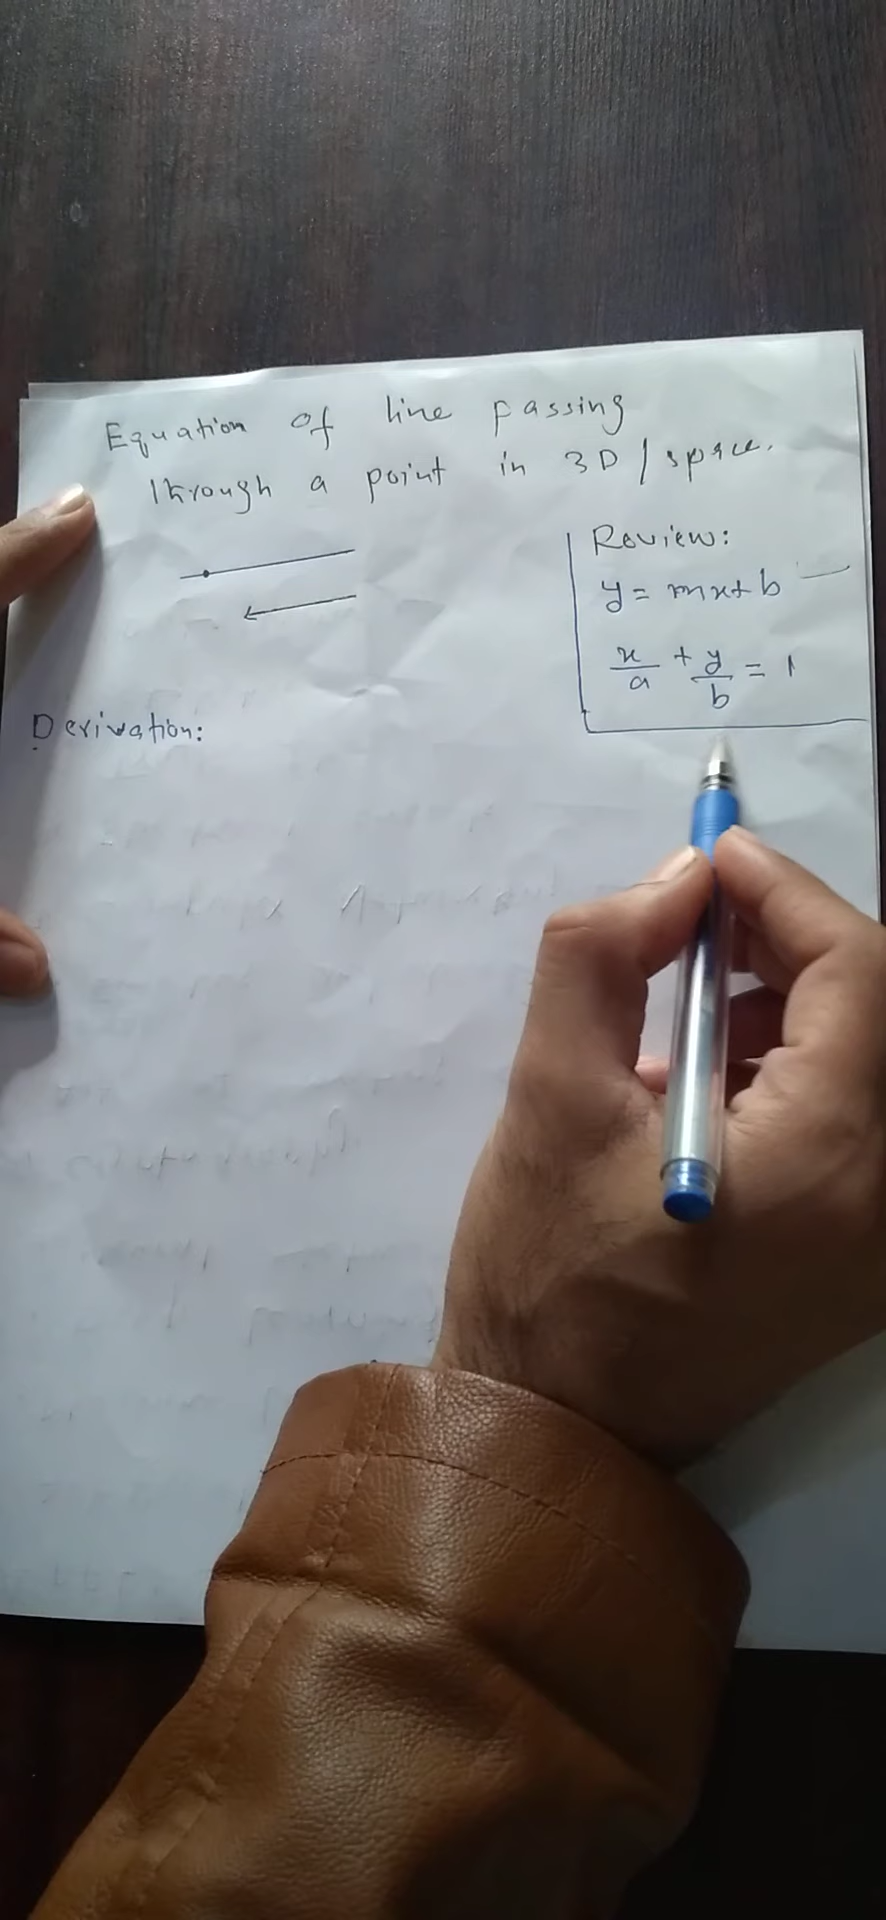 Equation of line passing
through a point in 3D / space.
Review:
y = mx + b
x/a + y/b = 1
Derivation: